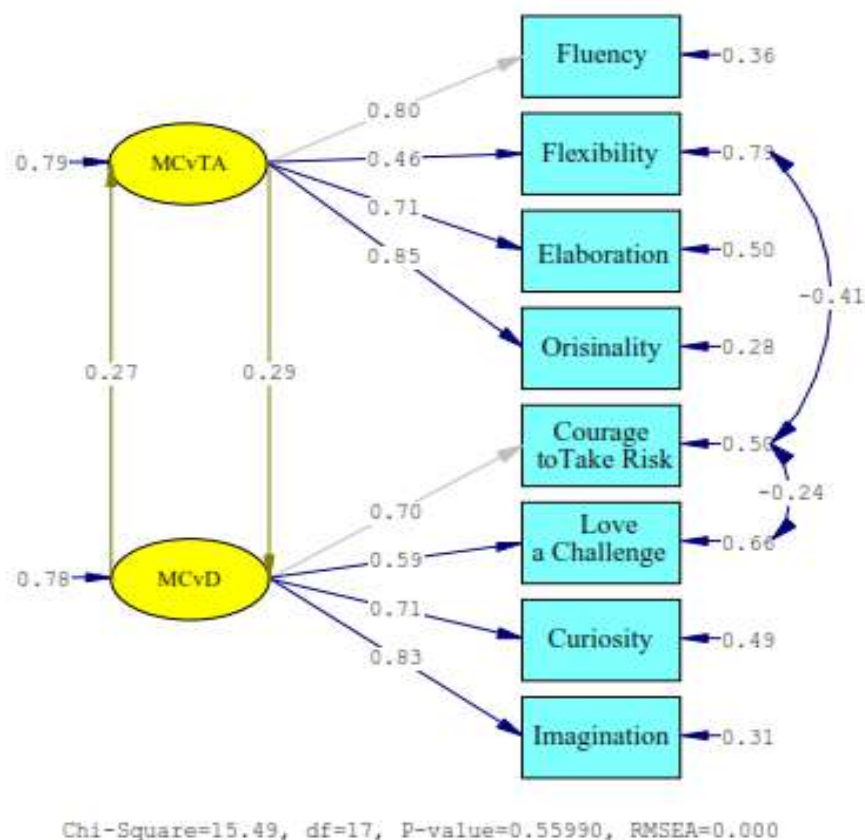 Fluency
0.36
0.80
0.79
MCvTA
0.46
Flexibility
0.79
0.71
Elaboration
0.50
0.85
-0.41
Orisinality
0.28
0.27
0.29
Courage
toTake Risk
0.50
0.70
-0.24
Love
a Challenge
0.66
0.59
0.78
MCvD
0.71
Curiosity
0.49
0.83
Imagination
0.31
Chi-Square=15.49, df=17, P-value=0.55990, RMSEA=0.000